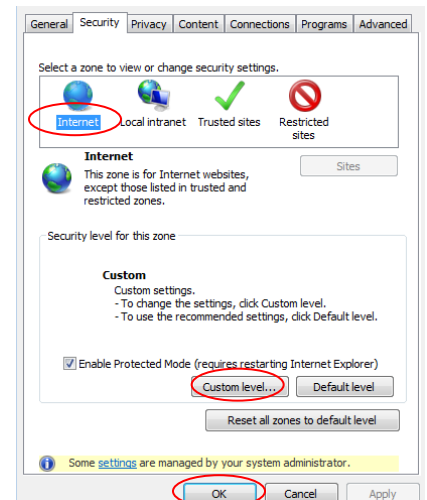 General Security Privacy Content Connections Programs Advanced
Select a zone to view or change security settings.
Internet Local intranet Trusted sites Restricted
sites
Internet
This zone is for Internet websites,
except those listed in trusted and
restricted zones.
Sites
Security level for this zone
Custom
Custom settings.
- To change the settings, click Custom level.
- To use the recommended settings, click Default level.
Enable Protected Mode (requires restarting Internet Explorer)
Custom level... Default level
Reset all zones to default level
Some settings are managed by your system administrator.
OK Cancel Apply